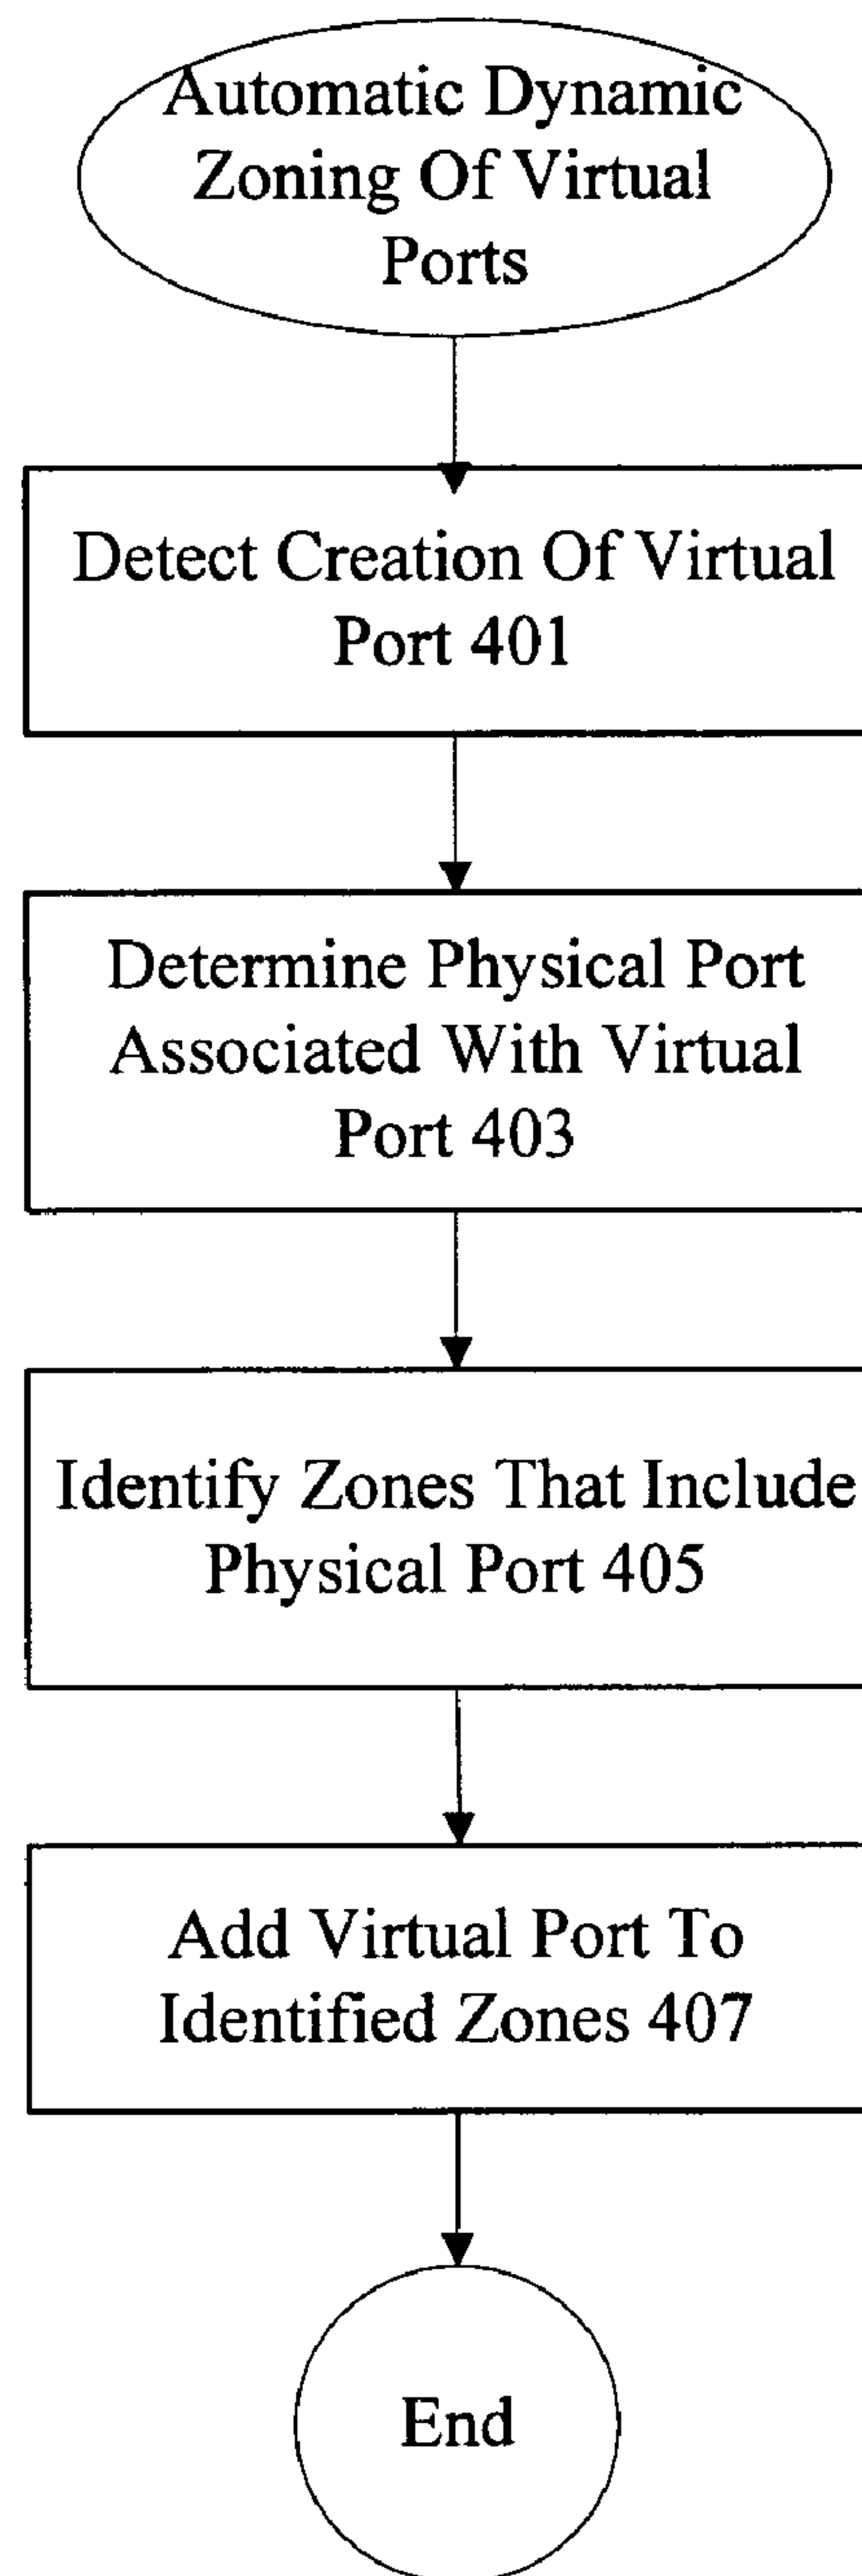 Automatic Dynamic
Zoning Of Virtual
Ports
Detect Creation Of Virtual
Port 401
Determine Physical Port
Associated With Virtual
Port 403
Identify Zones That Include
Physical Port 405
Add Virtual Port To
Identified Zones 407
End